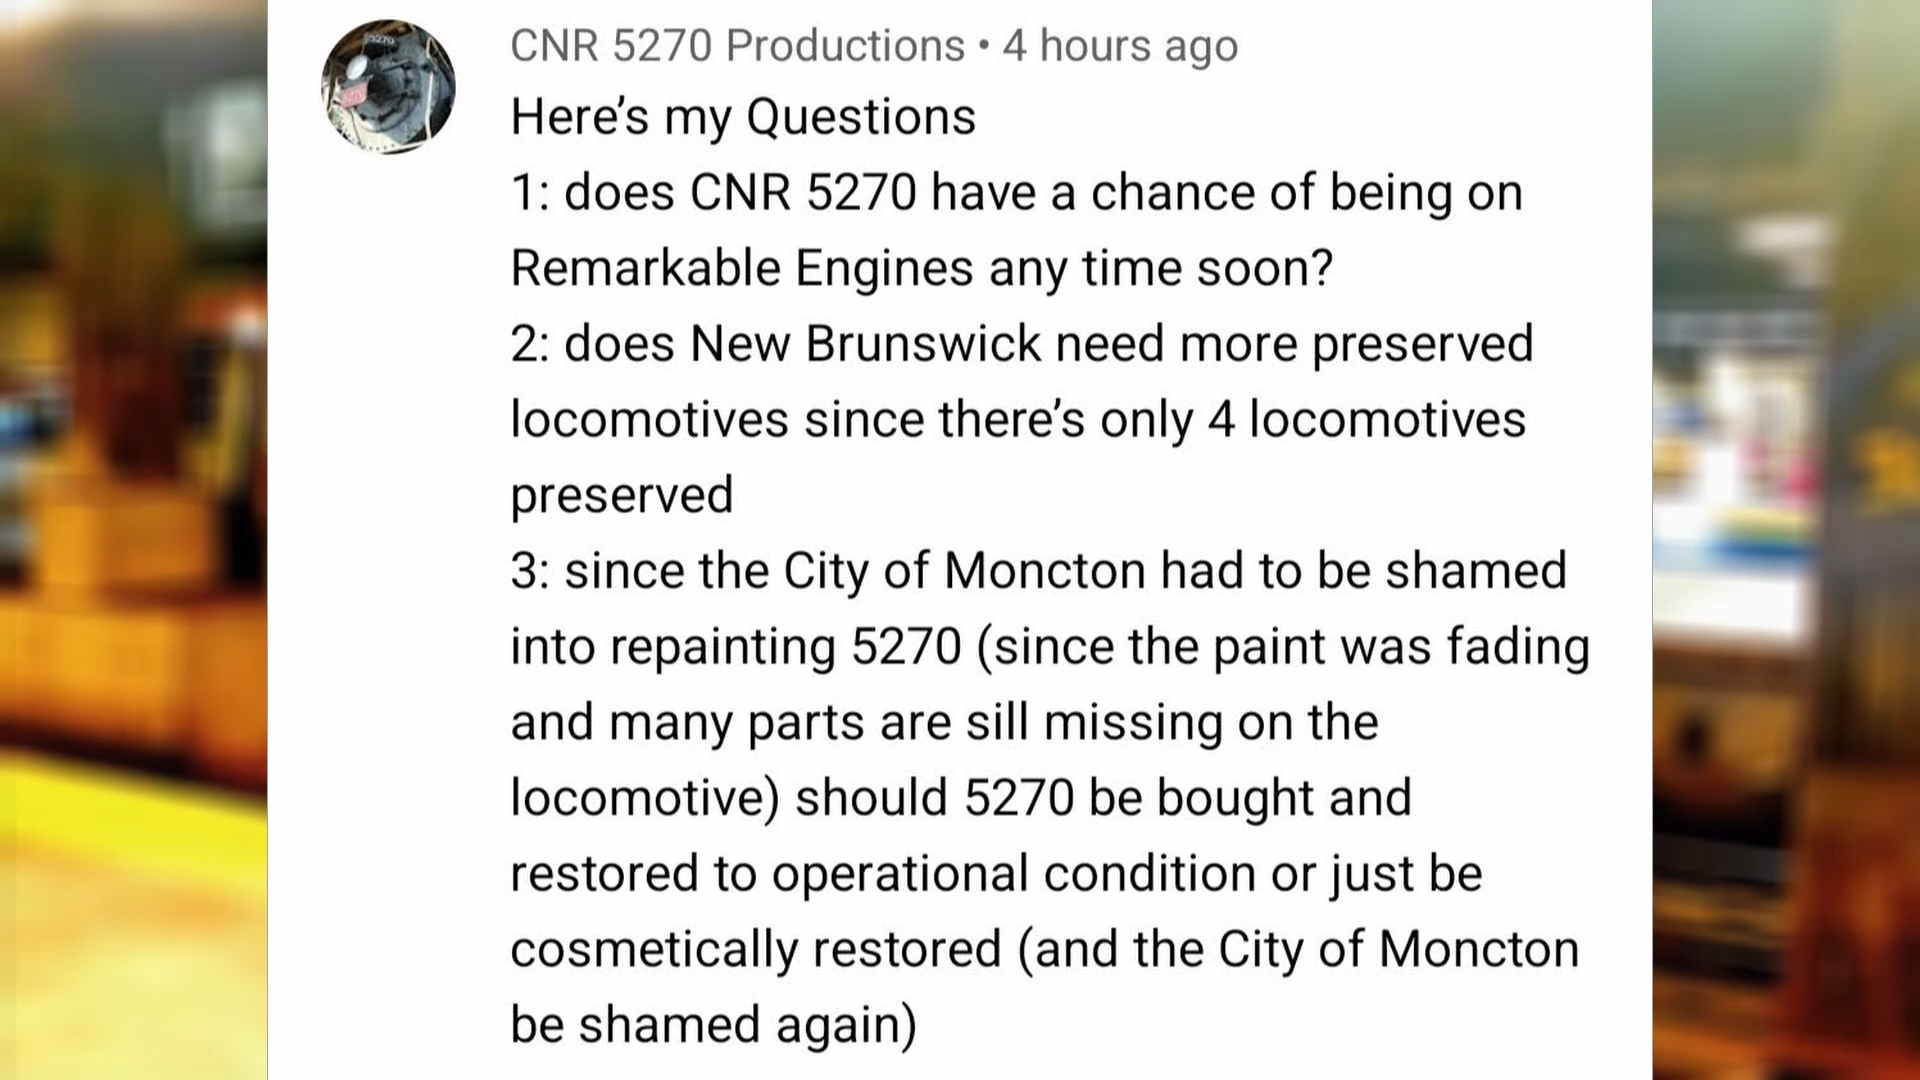 CNR 5270 Productions • 4 hours ago
Here's my Questions
1: does CNR 5270 have a chance of being on
Remarkable Engines any time soon?
2: does New Brunswick need more preserved
locomotives since there's only 4 locomotives
preserved
3: since the City of Moncton had to be shamed
into repainting 5270 (since the paint was fading
and many parts are sill missing on the
locomotive) should 5270 be bought and
restored to operational condition or just be
cosmetically restored (and the City of Moncton
be shamed again)